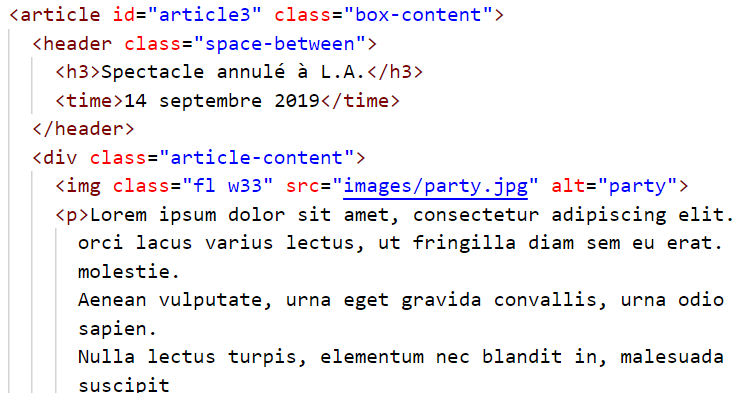 <article id="article3" class="box-content">
<header class="space-between">
<h3>Spectacle annulé à L.A.</h3>
<time>14 septembre 2019</time>
</header>
<div class="article-content">
<img class="fl w33" src="images/party.jpg" alt="party">
<p>Lorem ipsum dolor sit amet, consectetur adipiscing elit.
orci lacus varius lectus, ut fringilla diam sem eu erat.
molestie.
Aenean vulputate, urna eget gravida convallis, urna odio
sapien.
Nulla lectus turpis, elementum nec blandit in, malesuada
suscipit